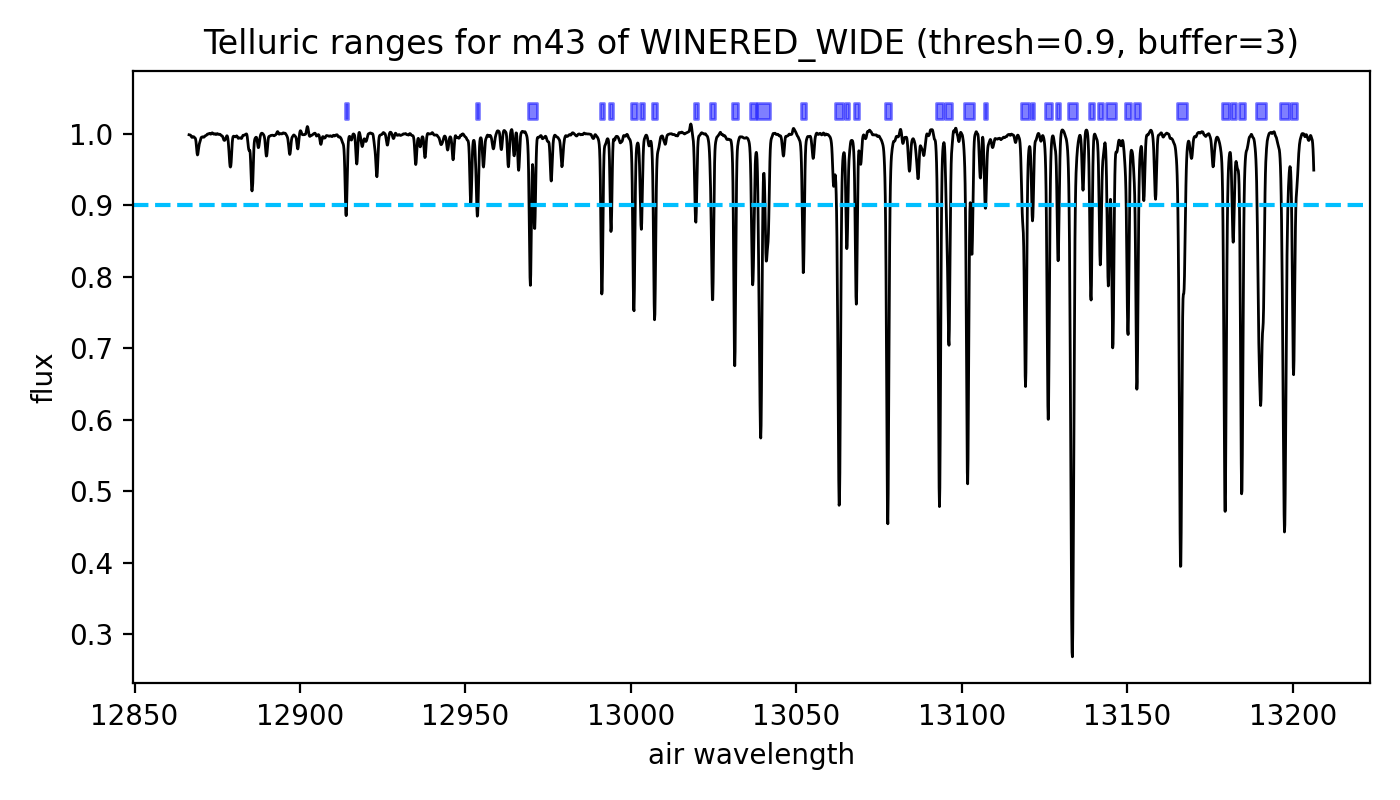 Telluric ranges for m43 of WINERED_WIDE (thresh=0.9, buffer=3)
1.0
0.9
0.8
0.7
0.6
0.5
0.4
0.3
flux
12850 12900 12950 13000 13050 13100 13150 13200
air wavelength